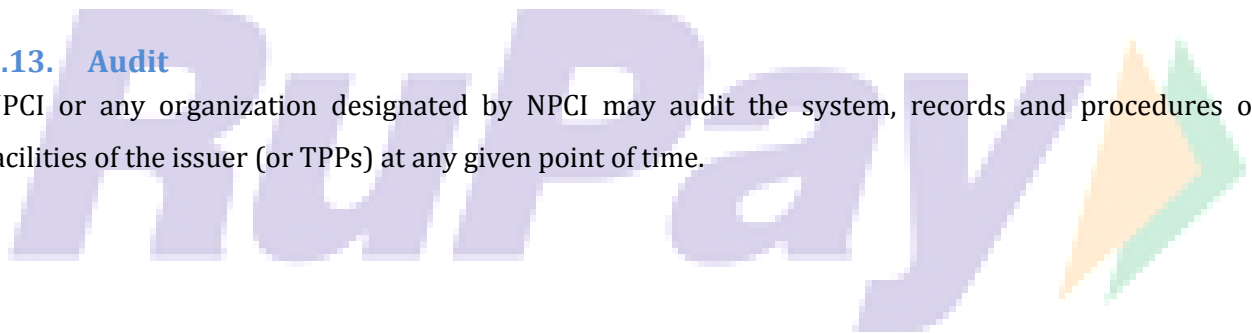 .13. Audit
PCI or any organization designated by NPCI may audit the system, records and procedures o
acilities of the issuer (or TPPs) at any given point of time.
RuPay